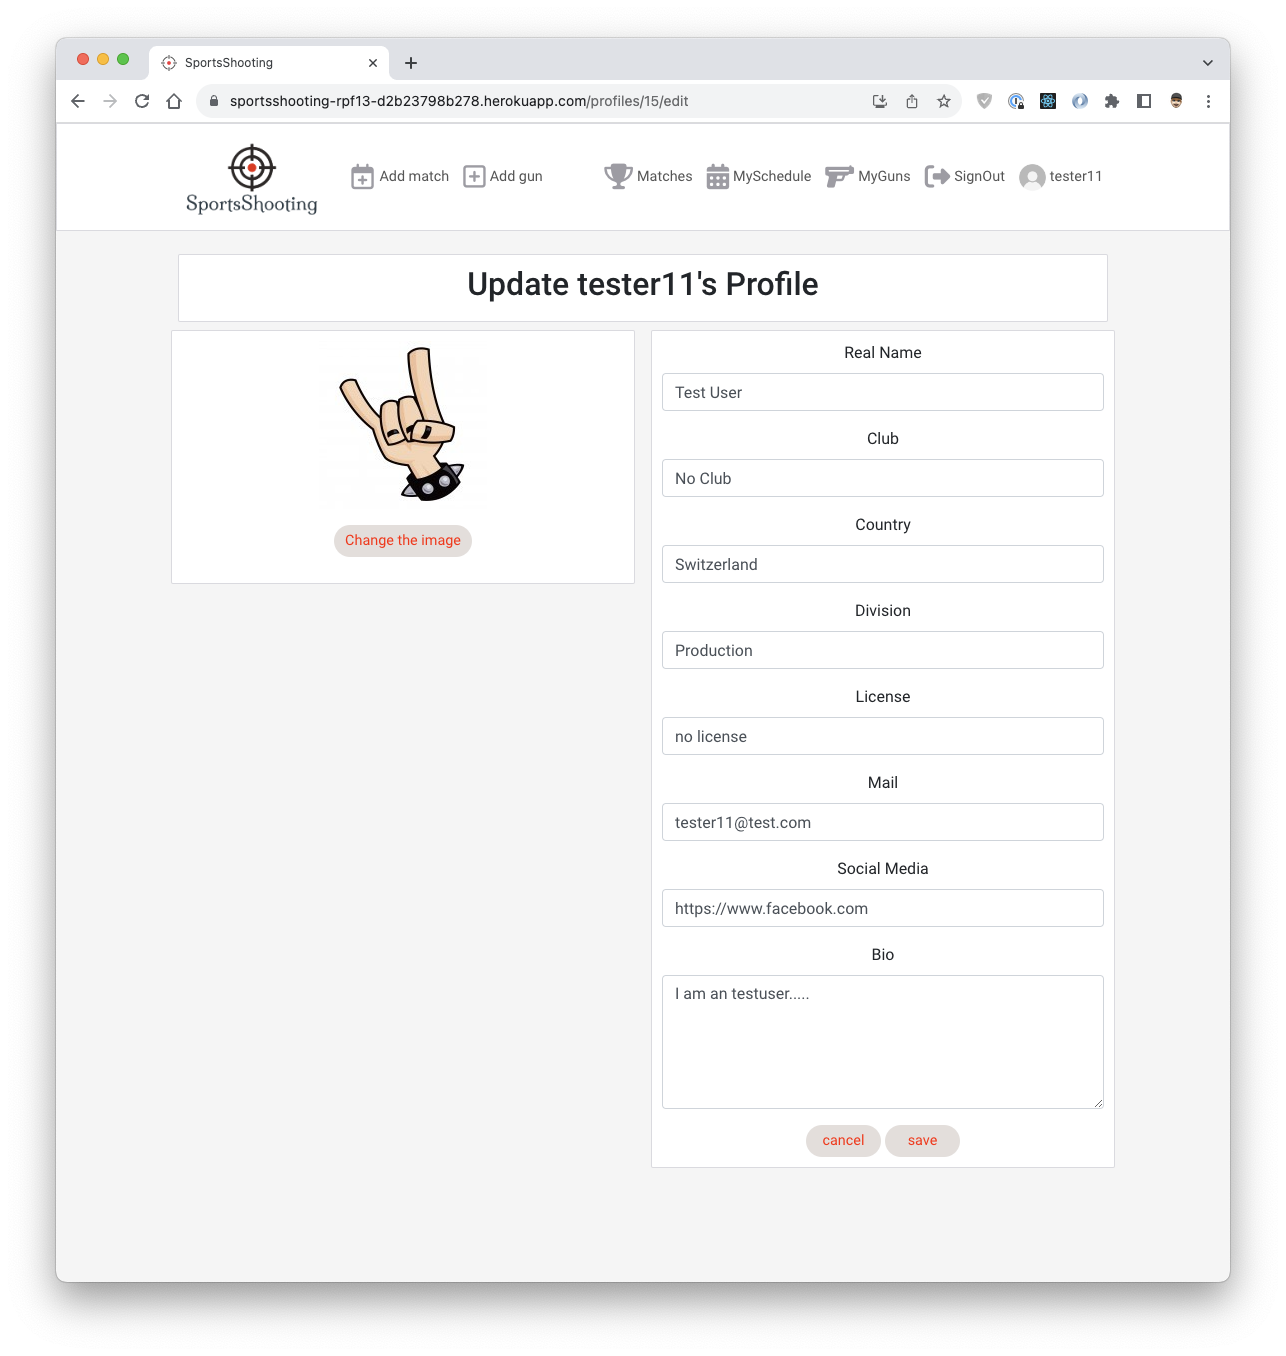 SportsShooting
sportsshooting-rpf13-d2b23798b278.herokuapp.com/profiles/15/edit
SportsShooting
Add match
Add gun
Matches
MySchedule
MyGuns
SignOut
tester11
Update tester11's Profile
Change the image
Real Name
Test User
Club
No Club
Country
Switzerland
Division
Production
License
no license
Mail
tester11@test.com
Social Media
https://www.facebook.com
Bio
I am an testuser.....
cancel
save